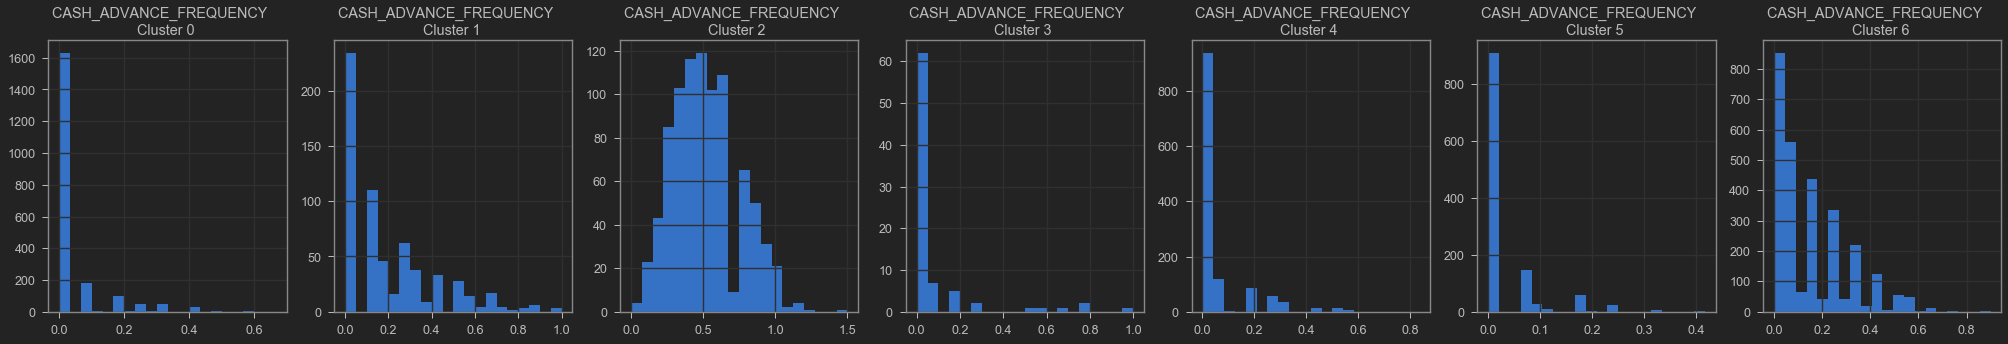 CASH_ADVANCE_FREQUENCY
Cluster 0
1600
1400
1200
1000
800
600
400
200
0
0.0 0.2 0.4 0.6
CASH_ADVANCE_FREQUENCY
Cluster 1
200
150
100
50
0
0.0 0.2 0.4 0.6 0.8 1.0
CASH_ADVANCE_FREQUENCY
Cluster 2
120
100
80
60
40
20
0
0.0 0.5 1.0 1.5
CASH_ADVANCE_FREQUENCY
Cluster 3
60
50
40
30
20
10
0
0.0 0.2 0.4 0.6 0.8 1.0
CASH_ADVANCE_FREQUENCY
Cluster 4
800
600
400
200
0
0.0 0.2 0.4 0.6 0.8
CASH_ADVANCE_FREQUENCY
Cluster 5
800
600
400
200
0
0.0 0.1 0.2 0.3 0.4
CASH_ADVANCE_FREQUENCY
Cluster 6
800
700
600
500
400
300
200
100
0
0.0 0.2 0.4 0.6 0.8